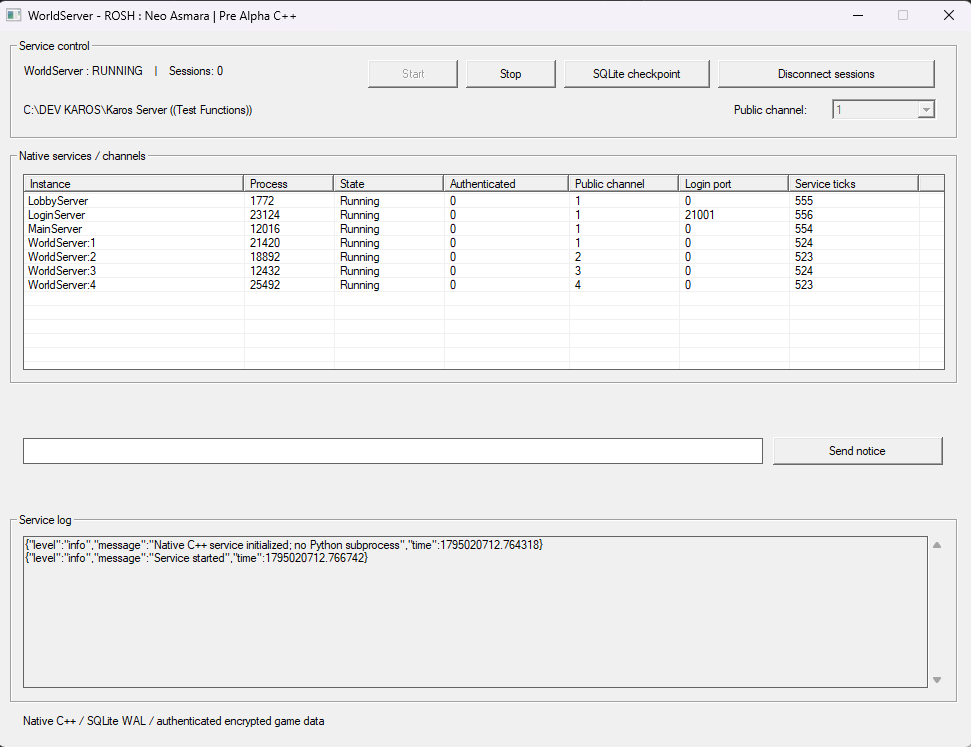 WorldServer - ROSH : Neo Asmara | Pre Alpha C++
Service control
WorldServer : RUNNING | Sessions: 0
Start
Stop
SQLite checkpoint
Disconnect sessions
C:\DEV KAROS\Karos Server ((Test Functions))
Public channel:
1
Native services / channels
Instance Process State Authenticated Public channel Login port Service ticks
LobbyServer 1772 Running 0 1 0 555
LoginServer 23124 Running 0 1 21001 556
MainServer 12016 Running 0 1 0 554
WorldServer:1 21420 Running 0 1 0 524
WorldServer:2 18892 Running 0 2 0 523
WorldServer:3 12432 Running 0 3 0 524
WorldServer:4 25492 Running 0 4 0 523
Send notice
Service log
{"level":"info","message":"Native C++ service initialized; no Python subprocess","time":1795020712.764318}
{"level":"info","message":"Service started","time":1795020712.766742}
Native C++ / SQLite WAL / authenticated encrypted game data